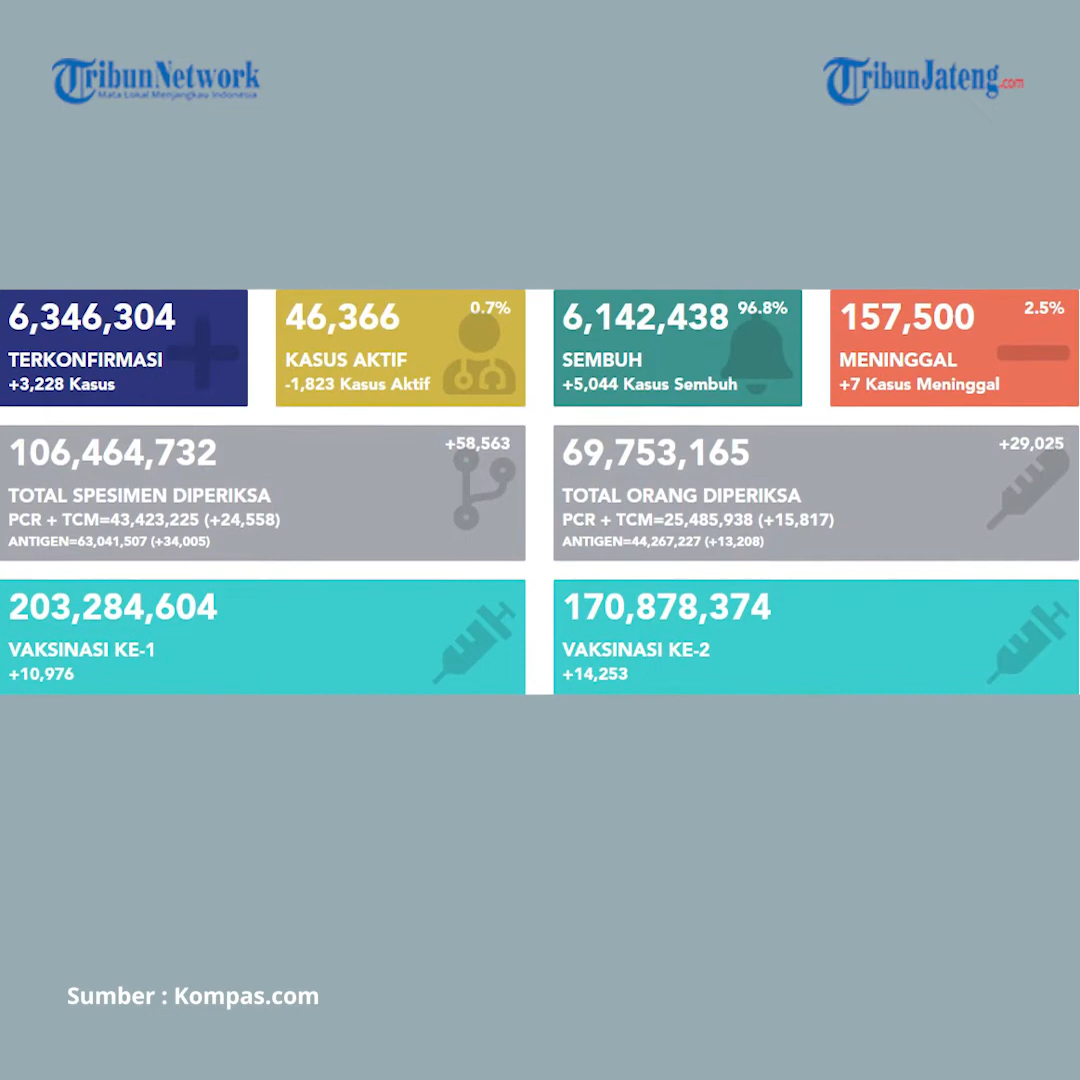 TribunNetwork
Mata Lokal Menjangkau Indonesia
TribunJateng.com
6,346,304
TERKONFIRMASI
+3,228 Kasus
46,366
0.7%
KASUS AKTIF
-1,823 Kasus Aktif
6,142,438
96.8%
SEMBUH
+5,044 Kasus Sembuh
157,500
2.5%
MENINGGAL
+7 Kasus Meninggal
106,464,732
+58,563
TOTAL SPESIMEN DIPERIKSA
PCR + TCM=43,423,225 (+24,558)
ANTIGEN=63,041,507 (+34,005)
69,753,165
+29,025
TOTAL ORANG DIPERIKSA
PCR + TCM=25,485,938 (+15,817)
ANTIGEN=44,267,227 (+13,208)
203,284,604
VAKSINASI KE-1
+10,976
170,878,374
VAKSINASI KE-2
+14,253
Sumber : Kompas.com